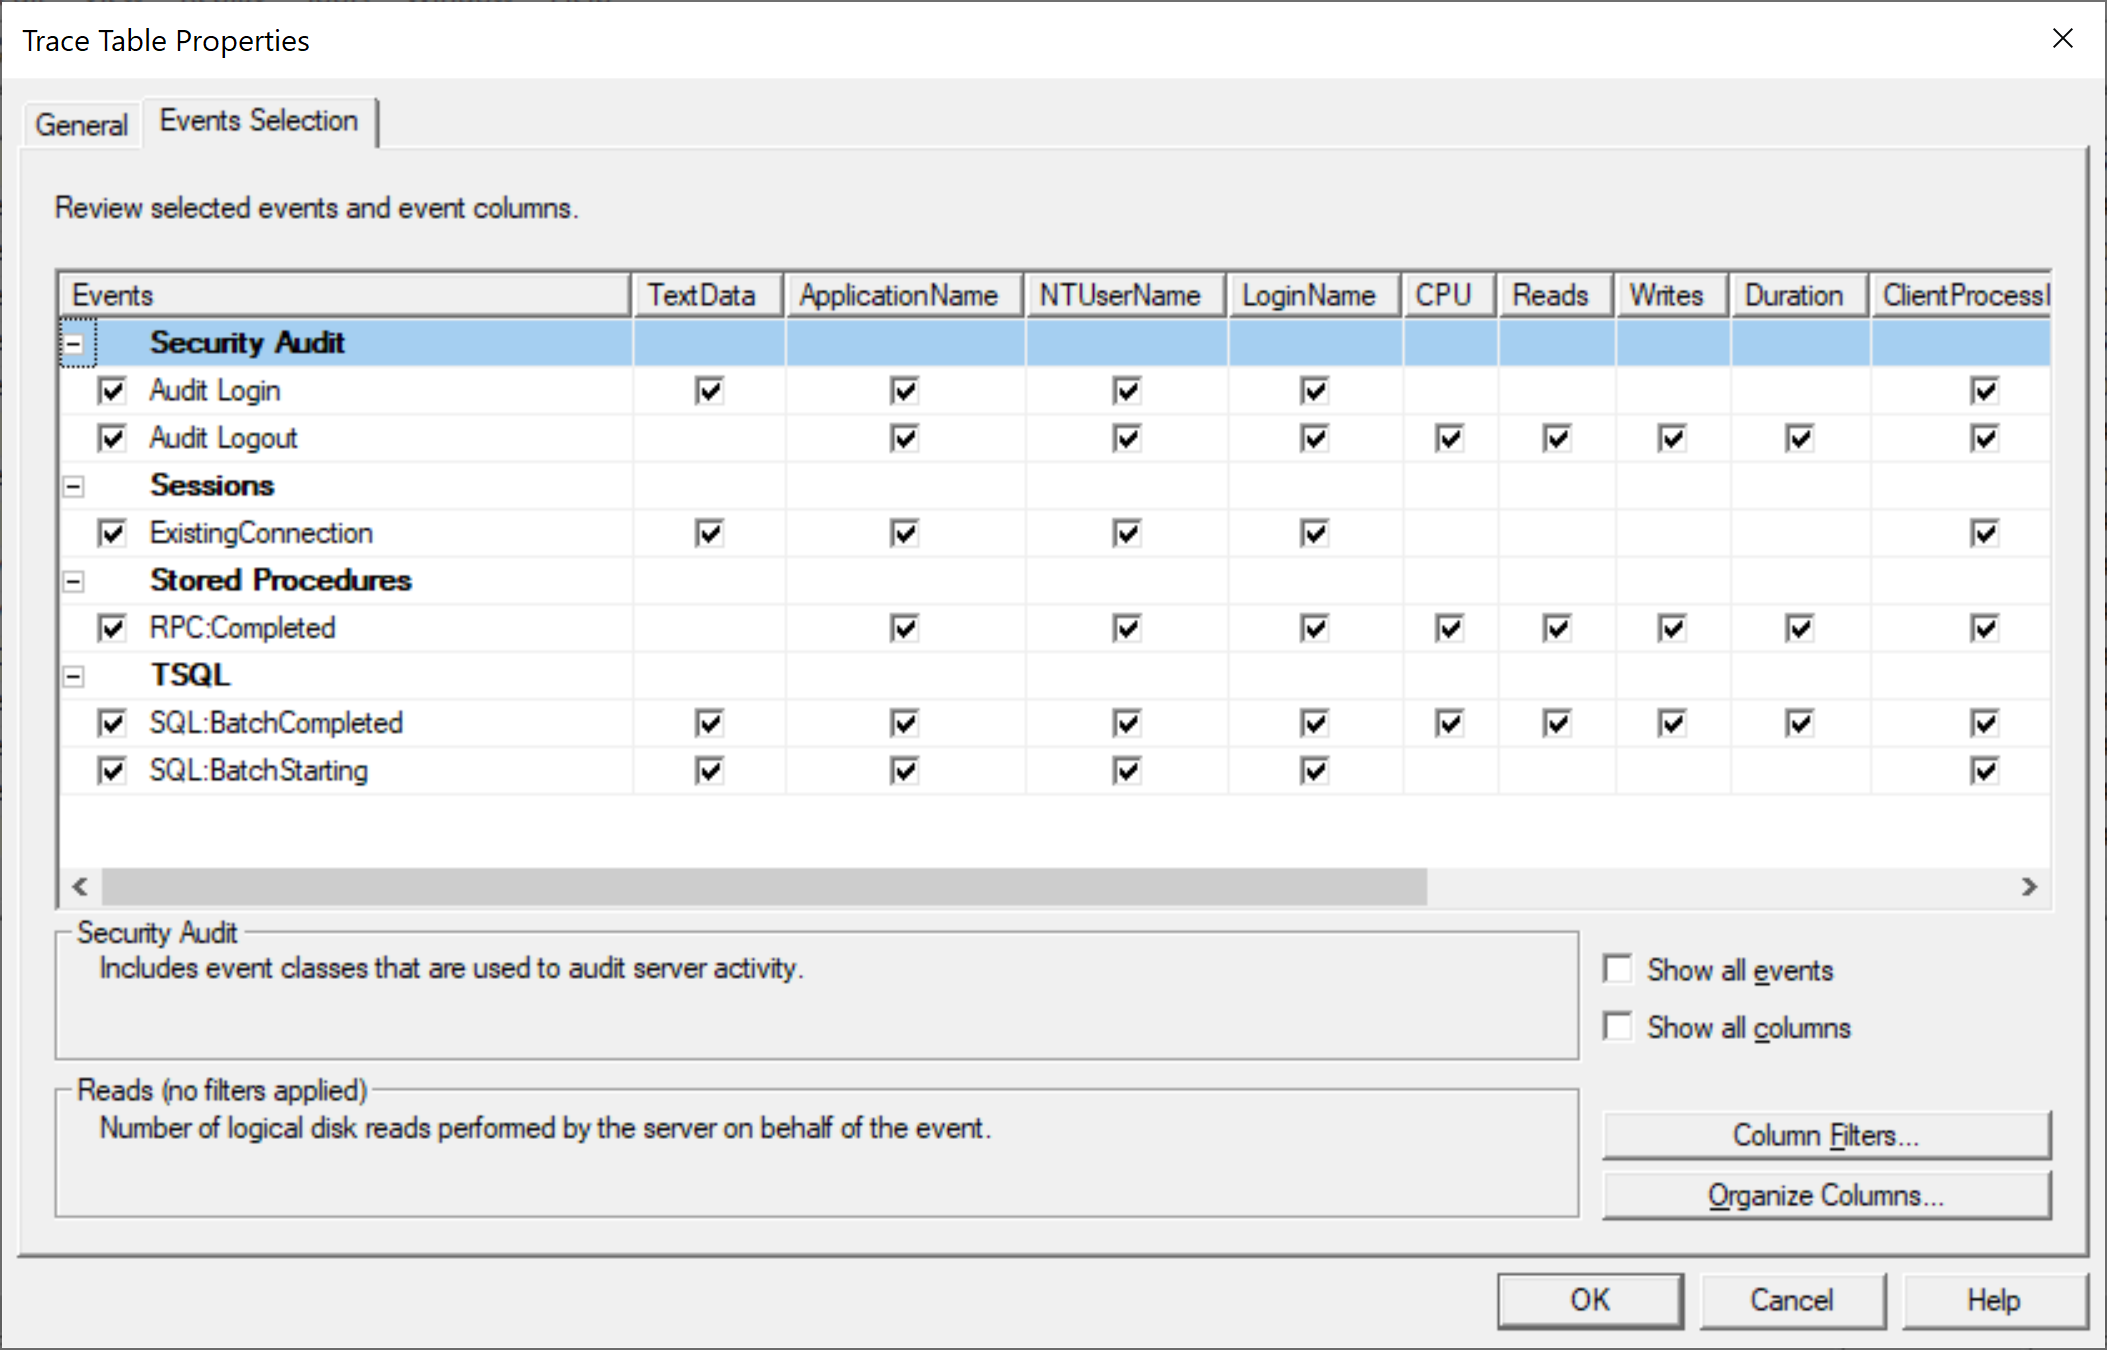 Trace Table Properties
General
Events Selection
Review selected events and event columns.
Events TextData ApplicationName NTUserName LoginName CPU Reads Writes Duration ClientProcessI
Security Audit
Audit Login
Audit Logout
Sessions
ExistingConnection
Stored Procedures
RPC:Completed
TSQL
SQL:BatchCompleted
SQL:BatchStarting
Security Audit
Includes event classes that are used to audit server activity.
Show all events
Show all columns
Reads (no filters applied)
Number of logical disk reads performed by the server on behalf of the event.
Column Filters...
Organize Columns...
OK
Cancel
Help